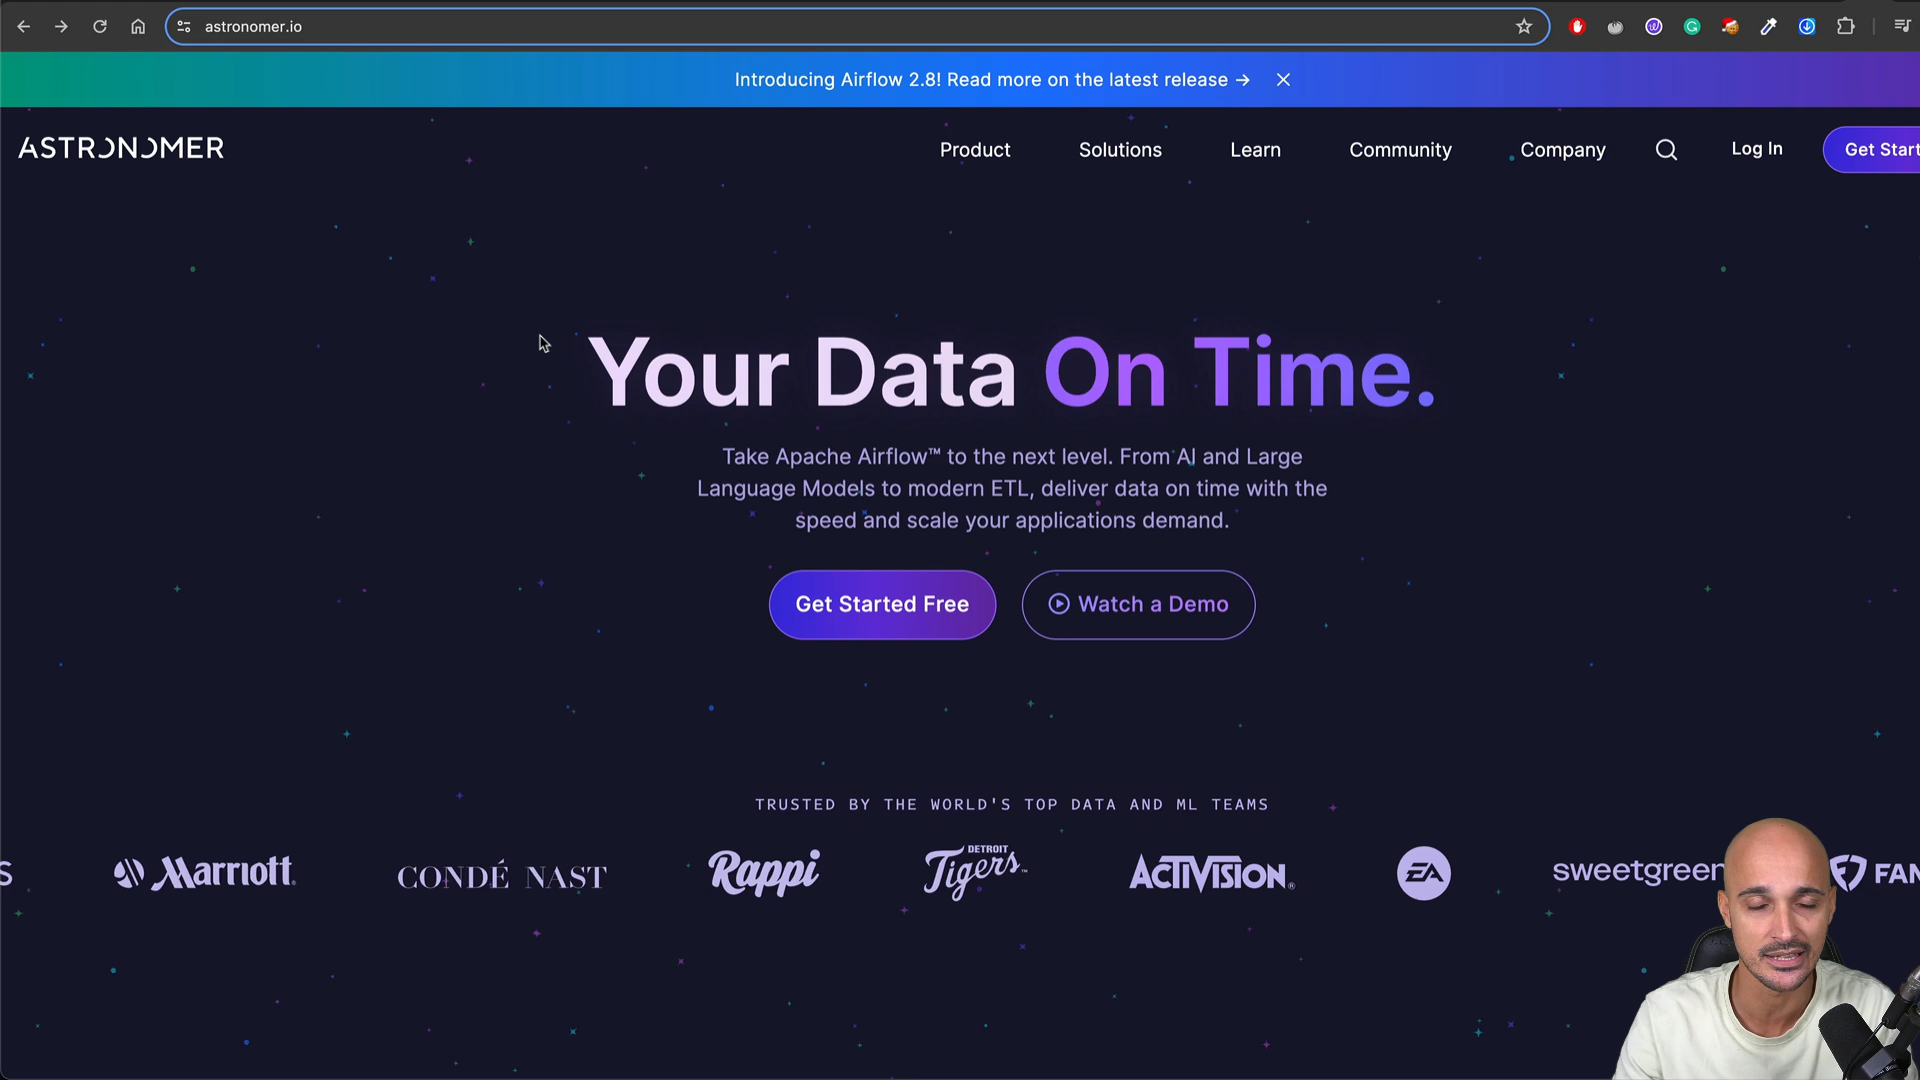 astronomer.io
Introducing Airflow 2.8! Read more on the latest release →
ASTRONOMER
Product
Solutions
Learn
Community
Company
Log In
Get Start
Your Data On Time.
Take Apache Airflow™ to the next level. From AI and Large
Language Models to modern ETL, deliver data on time with the
speed and scale your applications demand.
Get Started Free
Watch a Demo
TRUSTED BY THE WORLD'S TOP DATA AND ML TEAMS
S
Marriott®
CONDÉ NAST
Rappi
DETROIT
Tigers™
ACTIVISION®
EA
sweetgreen
FAN